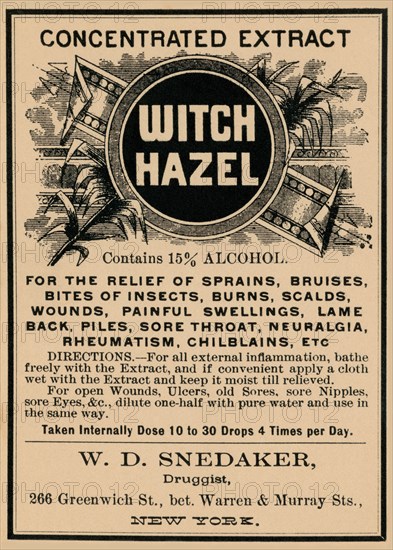 CONCENTRATED EXTRACT
WITCH
HAZEL
Contains 15% ALCOHOL.
FOR THE RELIEF OF SPRAINS, BRUISES,
BITES OF INSECTS, BURNS, SCALDS,
WOUNDS, PAINFUL SWELLINGS, LAME
BACK, PILES, SORE THROAT, NEURALGIA,
RHEUMATISM, CHILBLAINS, ETC
DIRECTIONS.—For all external inflammation, bathe
freely with the Extract, and if convenient apply a cloth
wet with the Extract and keep it moist till relieved.
For open Wounds, Ulcers, old Sores, sore Nipples,
sore Eyes, &c., dilute one-half with pure water and use in
the same way.
Taken Internally Dose 10 to 30 Drops 4 Times per Day.
W. D. SNEDAKER,
Druggist,
266 Greenwich St., bet. Warren & Murray Sts.,
NEW YORK.